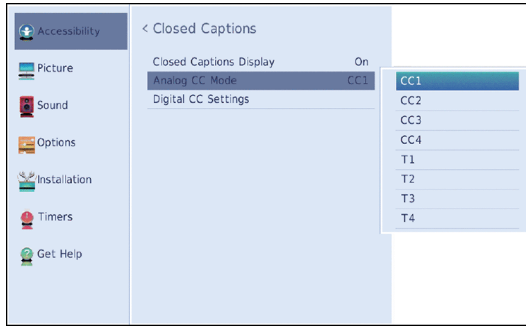 Accessibility
Picture
Sound
Options
Installation
Timers
Get Help
< Closed Captions
Closed Captions Display On
Analog CC Mode CC1
Digital CC Settings
CC1
CC2
CC3
CC4
T1
T2
T3
T4